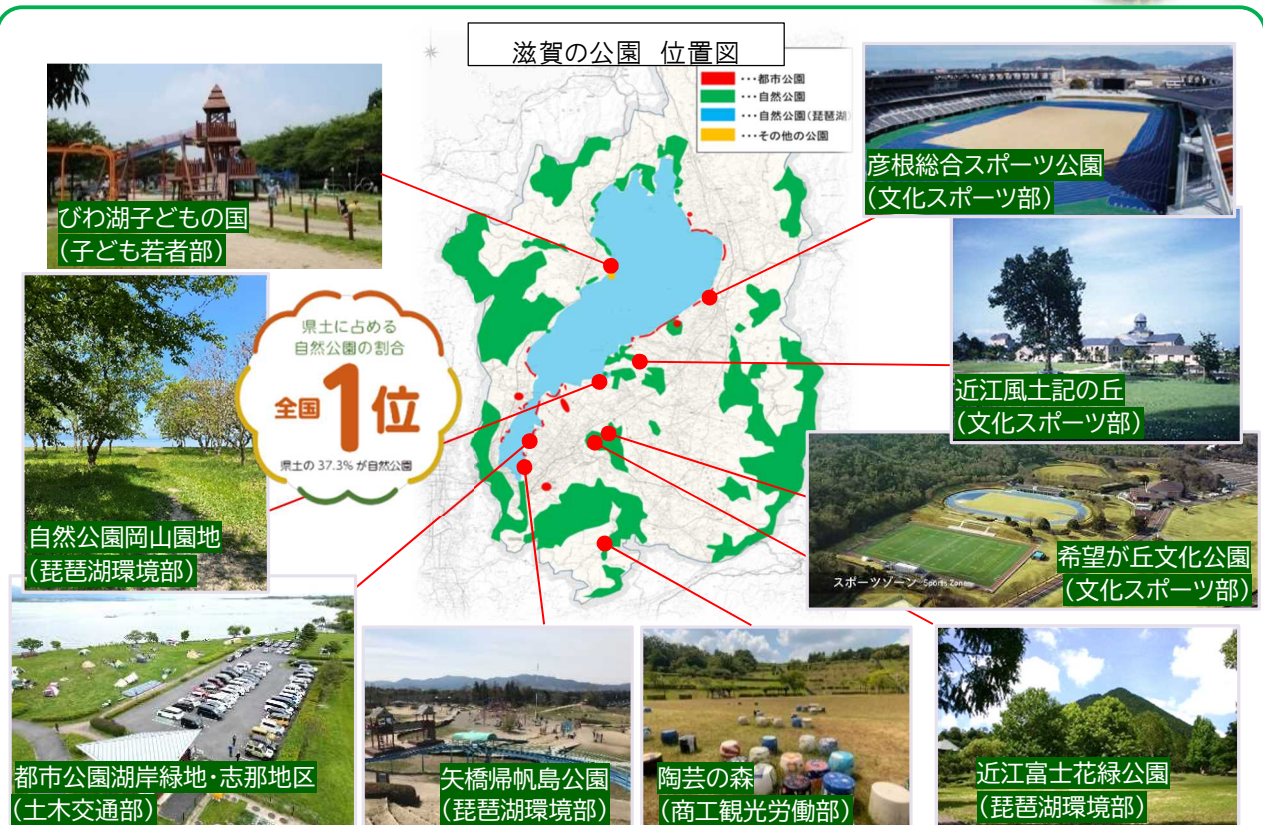 滋賀の公園 位置図
・・・都市公園
・・・自然公園
・・・自然公園(琵琶湖)
・・・その他の公園
びわ湖子どもの国
(子ども若者部)
彦根総合スポーツ公園
(文化スポーツ部)
県土に占める
自然公園の割合
全国1位
県土の37.3%が自然公園
近江風土記の丘
(文化スポーツ部)
自然公園岡山園地
(琵琶湖環境部)
スポーツゾーン Sports Zone
希望が丘文化公園
(文化スポーツ部)
都市公園湖岸緑地・志那地区
(土木交通部)
矢橋帰帆島公園
(琵琶湖環境部)
陶芸の森
(商工観光労働部)
近江富士花緑公園
(琵琶湖環境部)